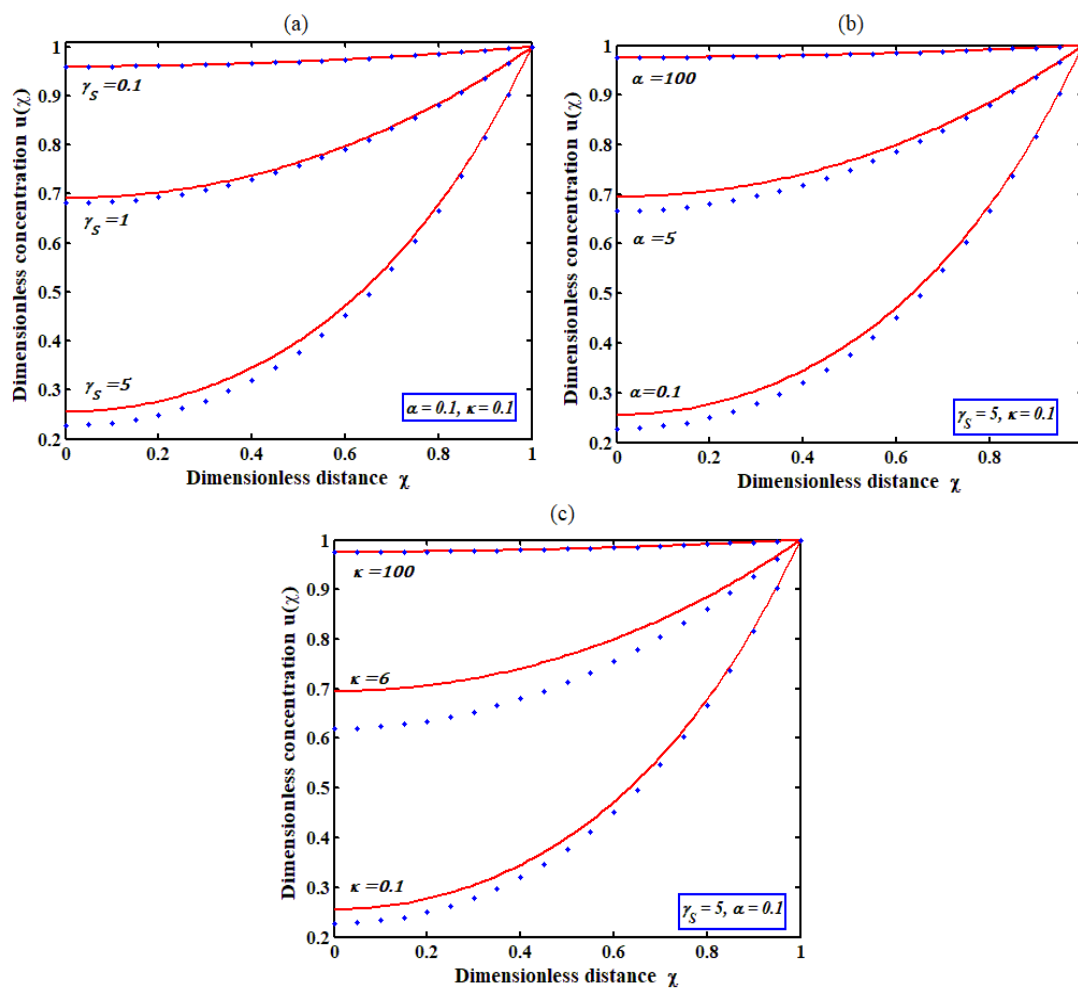 (a)
Dimensionless concentration u(χ)
1
0.9
0.8
0.7
0.6
0.5
0.4
0.3
0.2
γS=0.1
γS=1
γS=5
α = 0.1, κ = 0.1
0
0.2
0.4
0.6
0.8
1
Dimensionless distance χ
(b)
Dimensionless concentration u(χ)
1
0.9
0.8
0.7
0.6
0.5
0.4
0.3
0.2
α =100
α =5
α=0.1
γS = 5, κ = 0.1
0
0.2
0.4
0.6
0.8
Dimensionless distance χ
(c)
Dimensionless concentration u(χ)
1
0.9
0.8
0.7
0.6
0.5
0.4
0.3
0.2
κ =100
κ =6
κ =0.1
γS = 5, α = 0.1
0
0.2
0.4
0.6
0.8
1
Dimensionless distance χ